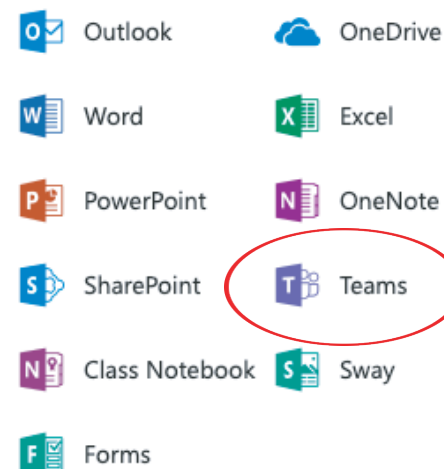 Outlook
OneDrive
Word
Excel
PowerPoint
OneNote
SharePoint
Teams
Class Notebook
Sway
Forms